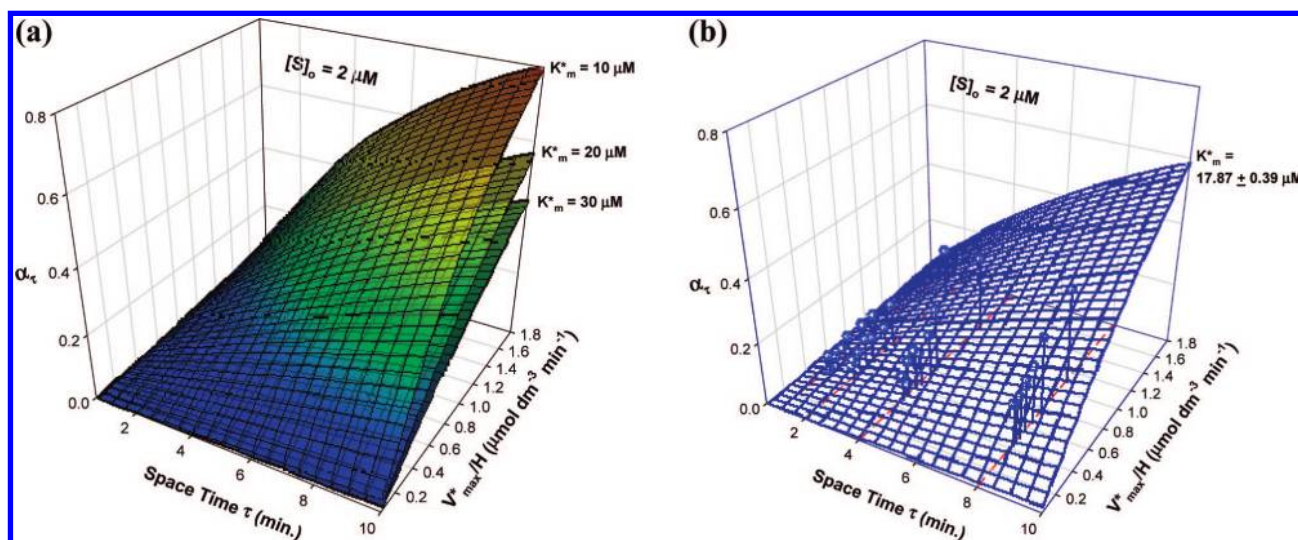 (a)
[S]o = 2 µM
K*m = 10 µM
K*m = 20 µM
K*m = 30 µM
0.8
0.6
0.4
0.2
0.0
ατ
2
4
6
8
10
Space Time τ (min.)
0.2
0.4
0.6
0.8
1.0
1.2
1.4
1.6
1.8
V*max/H (µmol dm-3 min-1)
(b)
[S]o = 2 µM
K*m =
17.87 ± 0.39 µM
0.8
0.6
0.4
0.2
0.0
ατ
2
4
6
8
10
Space Time τ (min.)
0.2
0.4
0.6
0.8
1.0
1.2
1.4
1.6
1.8
V*max/H (µmol dm-3 min-1)